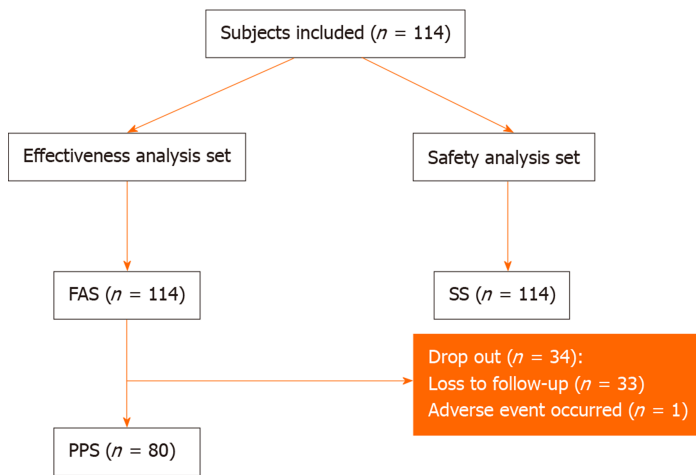 Subjects included (n = 114)
Effectiveness analysis set
Safety analysis set
FAS (n = 114)
SS (n = 114)
Drop out (n = 34):
Loss to follow-up (n = 33)
Adverse event occurred (n = 1)
PPS (n = 80)